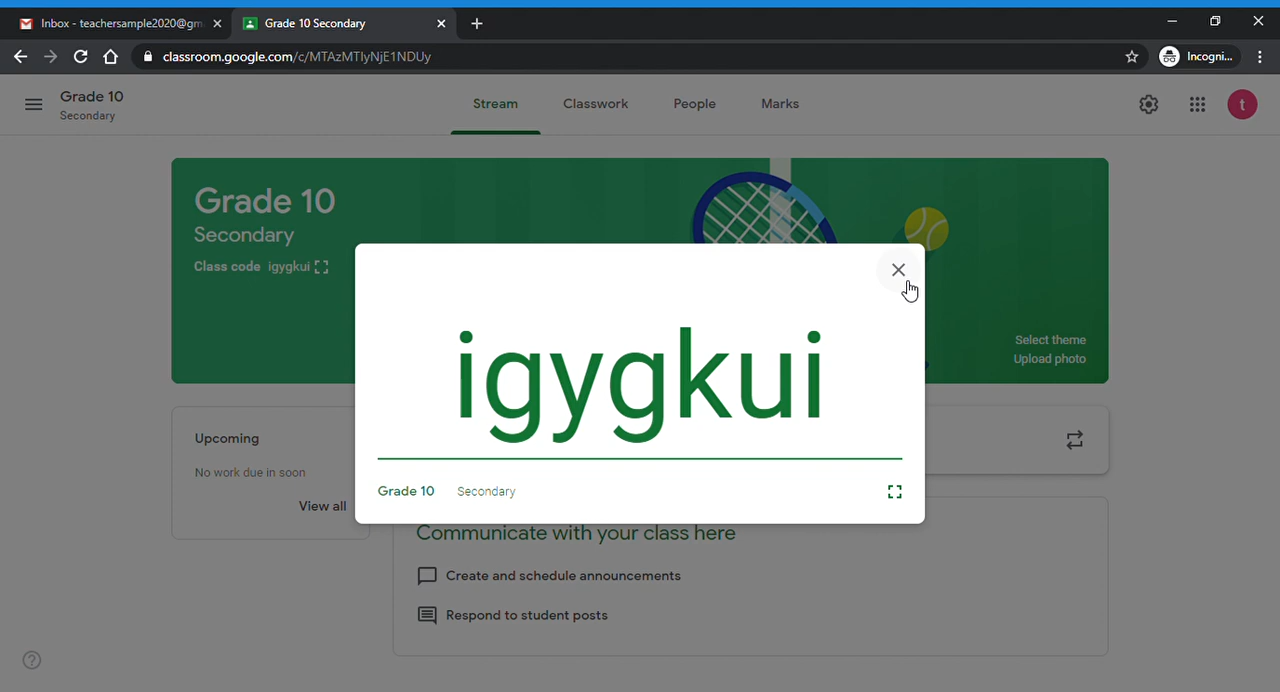 Inbox - teachersample2020@gm
Grade 10 Secondary
classroom.google.com/c/MTAzMTIyNjE1NDUy
Incogni...
Grade 10
Secondary
Stream
Classwork
People
Marks
t
Grade 10
Secondary
Class code igygkui
Select theme
Upload photo
igygkui
Grade 10 Secondary
Upcoming
No work due in soon
View all
Communicate with your class here
Create and schedule announcements
Respond to student posts